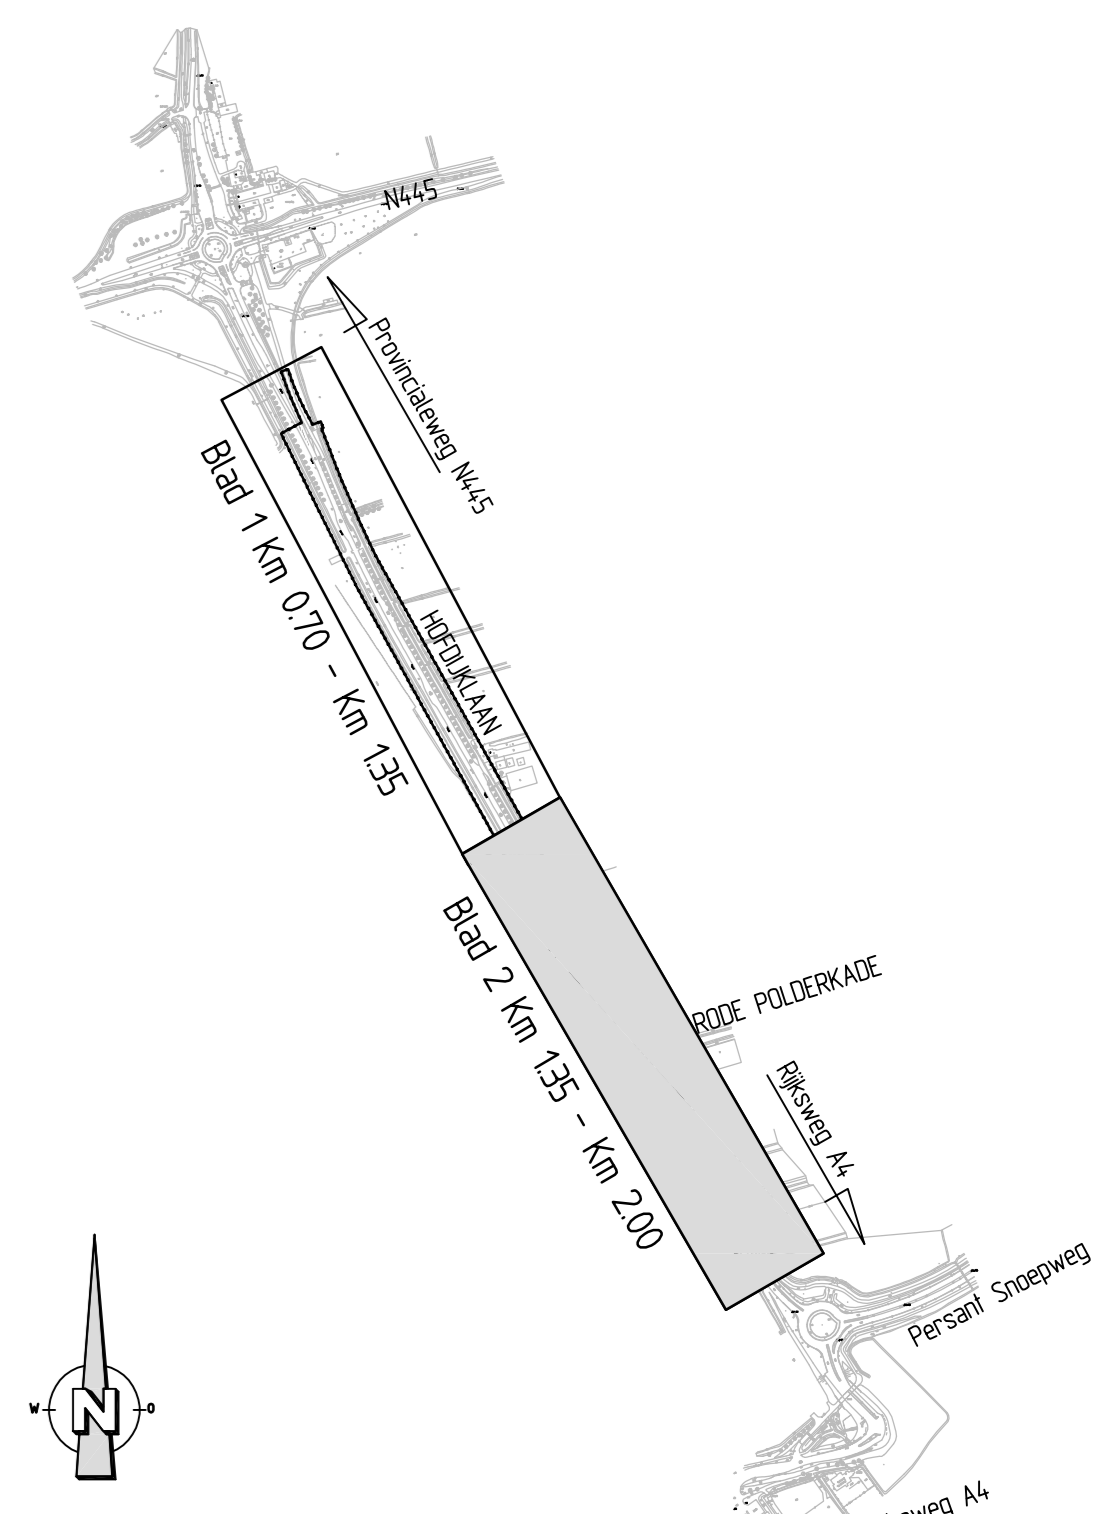 N445
Provincialeweg N445
Blad 1 Km 0.70 - Km 1.35
HOFDIJKLAAN
Blad 2 Km 1.35 - Km 2.00
RODE POLDERKADE
Rijksweg A4
Persant Snoepweg
W N O
A4